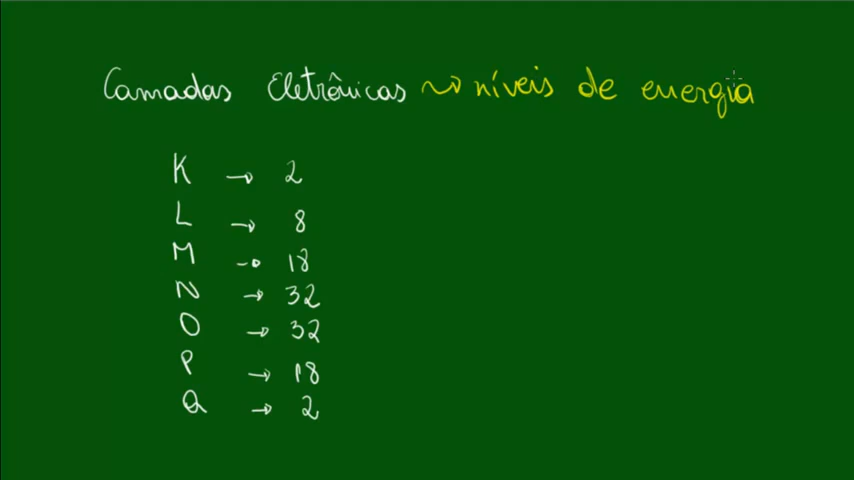 Camadas Eletrônicas ~> níveis de energia
K → 2
L → 8
M → 18
N → 32
O → 32
P → 18
Q → 2